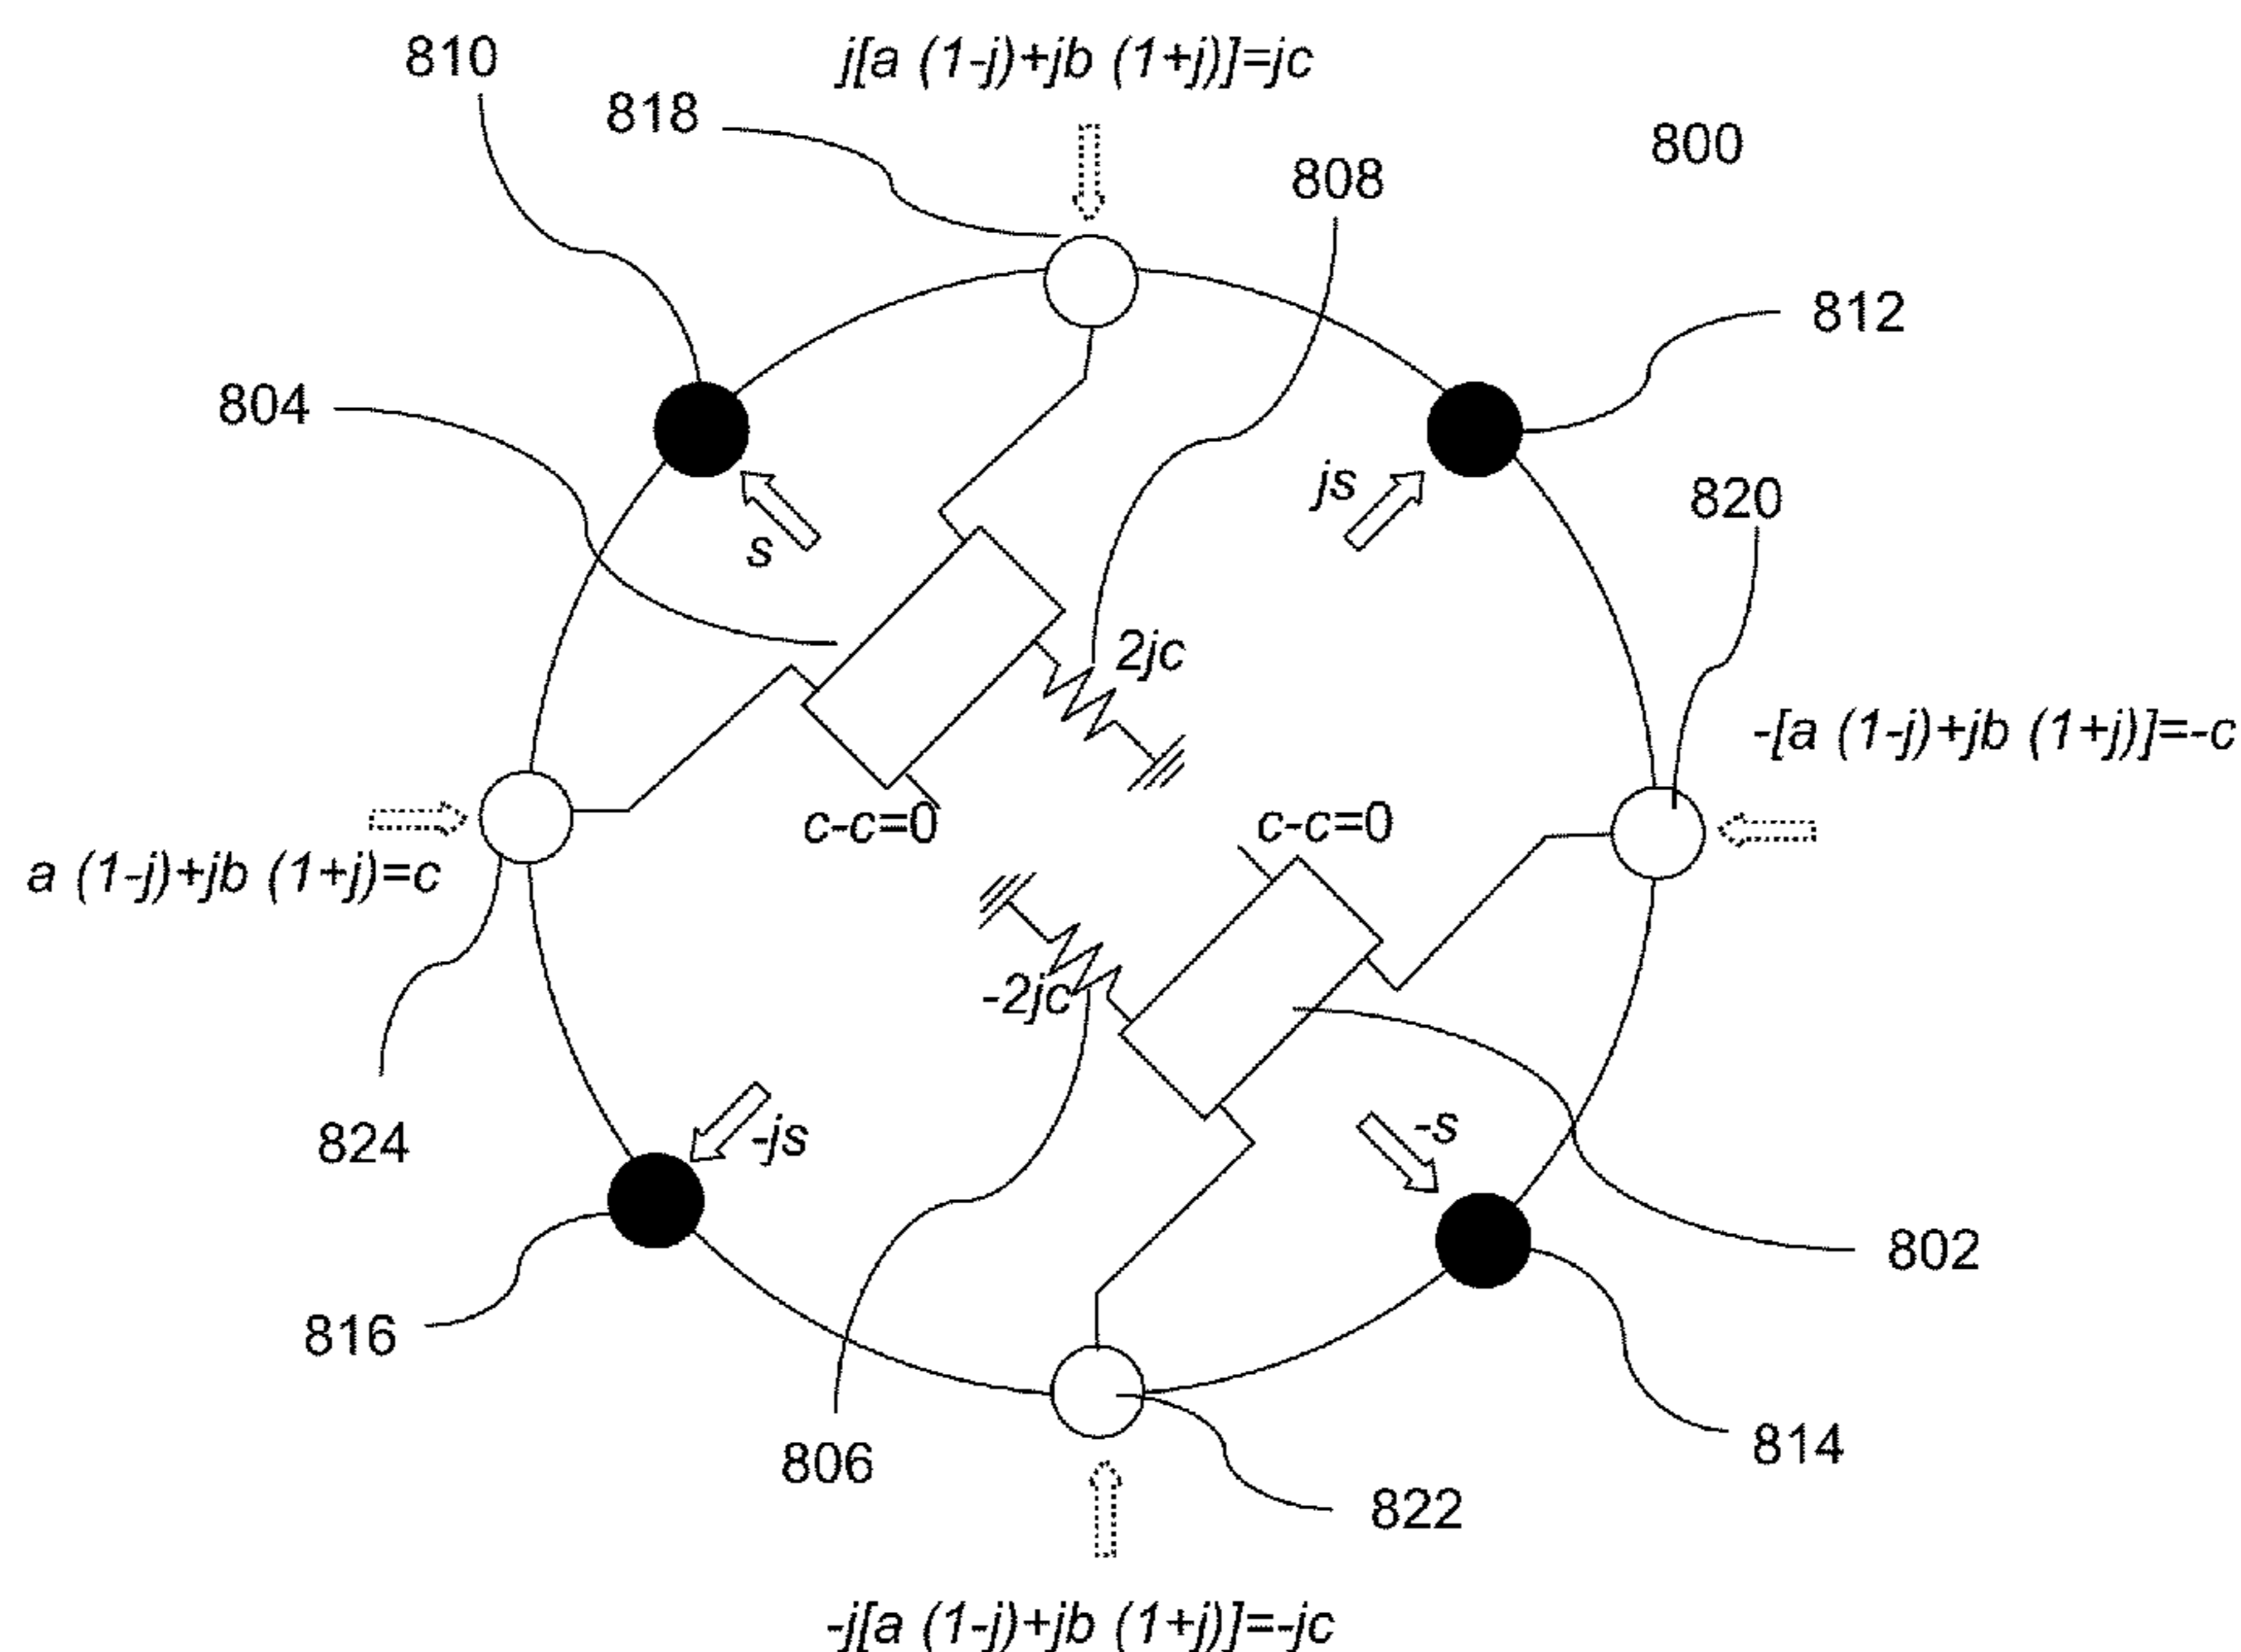 810
j[a (1-j)+jb (1+j)]=jc
818
800
808
812
804
js
820
s
2jc
-[a (1-j)+jb (1+j)]=-c
c-c=0
c-c=0
a (1-j)+jb (1+j)=c
-2jc
-s
-js
824
802
816
814
806
822
-j[a (1-j)+jb (1+j)]=-jc